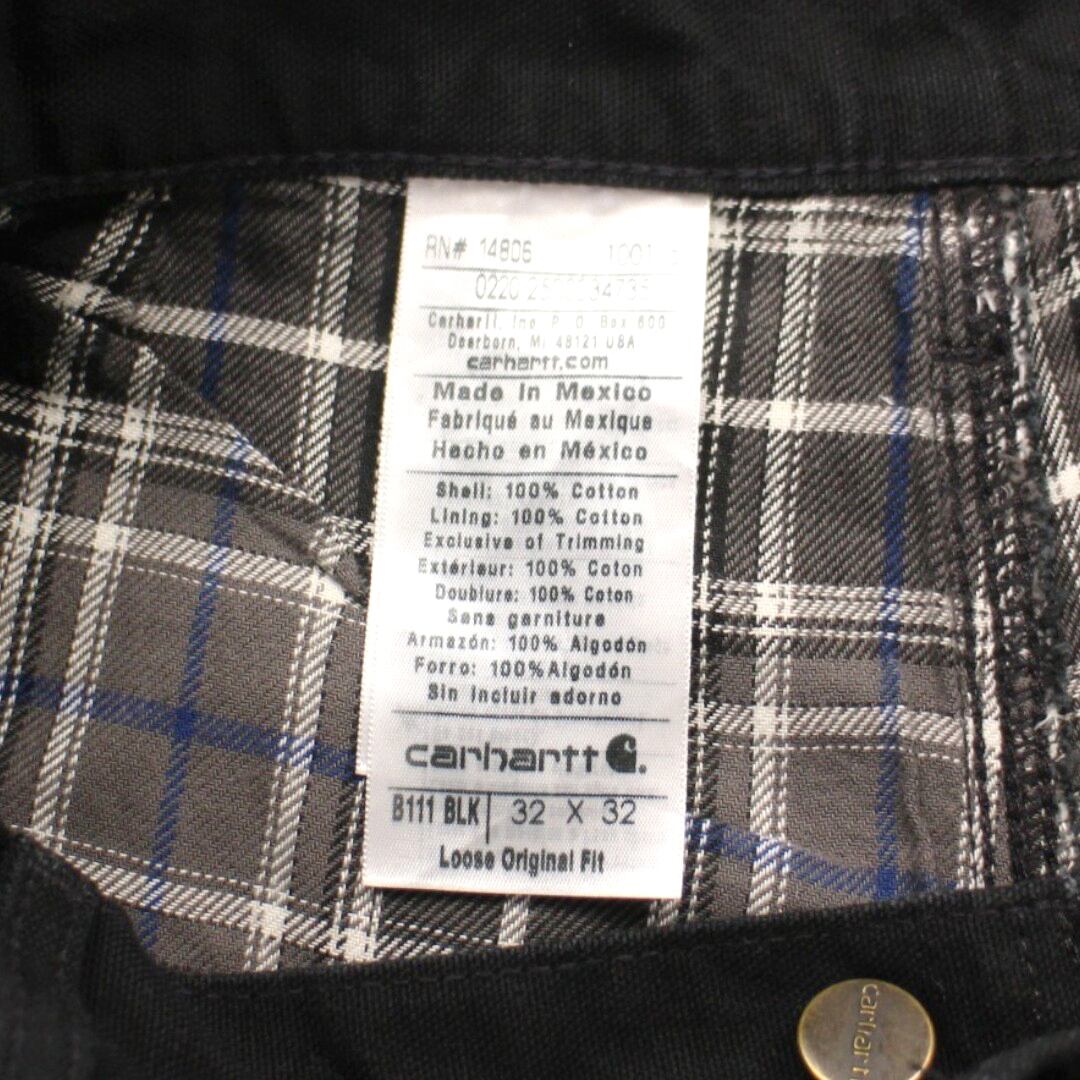 RN# 14806
0220
Carhartt, Inc. P. O. Box 600
Dearborn, Mi 48121 USA
carhartt.com
Made in Mexico
Fabriqué au Mexique
Hecho en México
Shell: 100% Cotton
Lining: 100% Cotton
Exclusive of Trimming
Extérieur: 100% Coton
Doublure: 100% Coton
Sans garniture
Armazón: 100% Algodón
Forro: 100%Algodón
Sin incluir adorno
carhartt
B111 BLK 32 X 32
Loose Original Fit
carhart